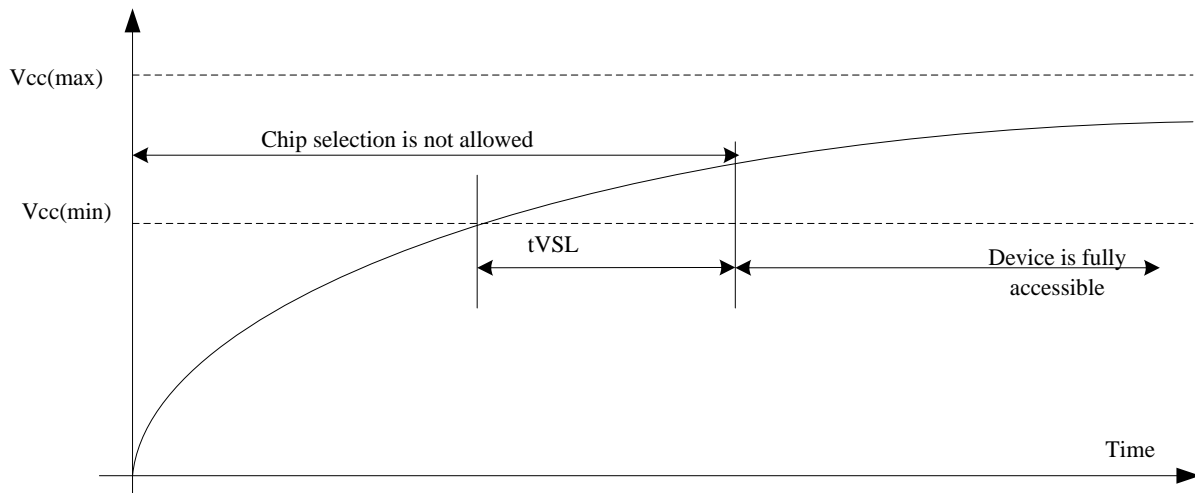 Vcc(max)
Chip selection is not allowed
Vcc(min)
tVSL
Device is fully
accessible
Time